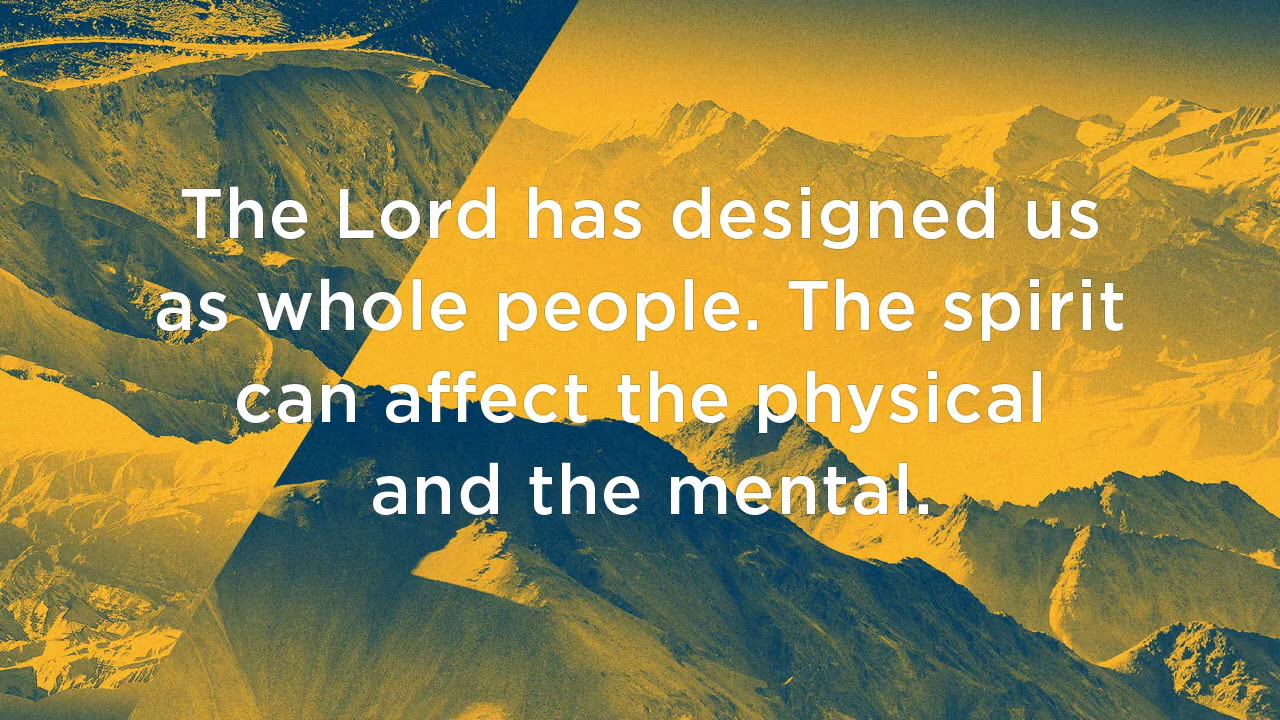 The Lord has designed us
as whole people. The spirit
can affect the physical
and the mental.